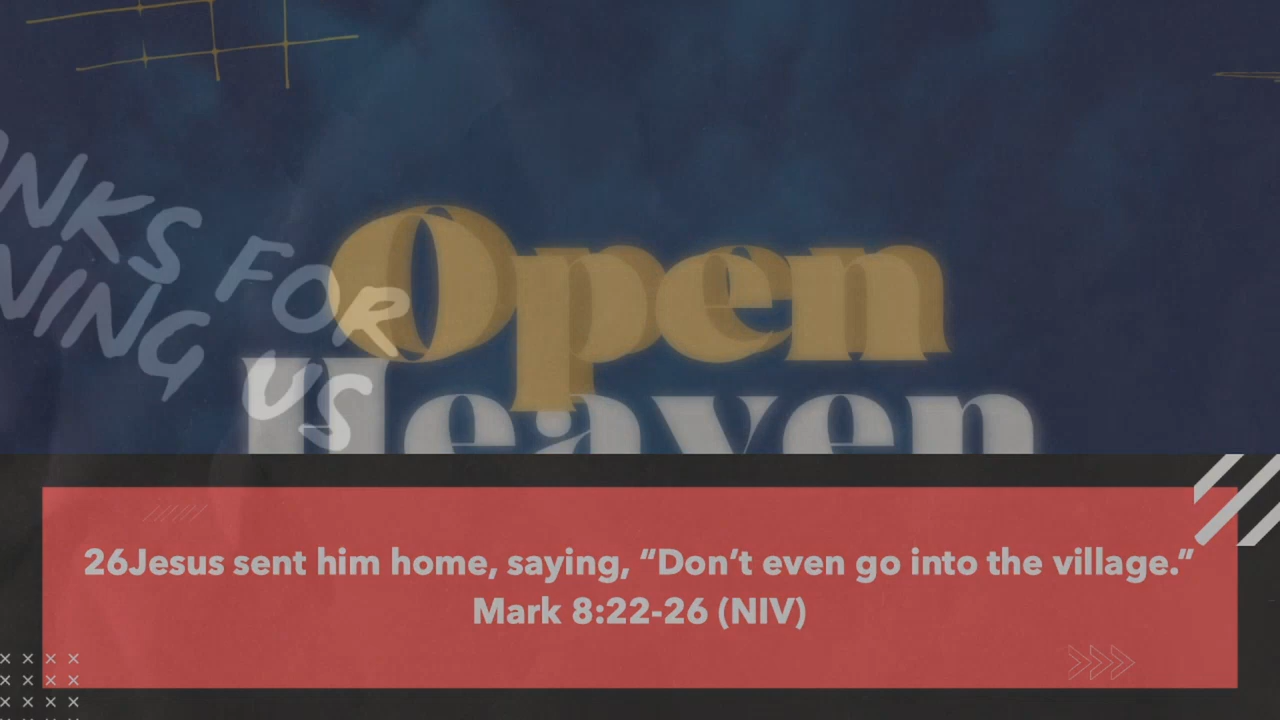 NKS FOR
NING US
Open
Heaven
26Jesus sent him home, saying, “Don’t even go into the village.”
Mark 8:22-26 (NIV)